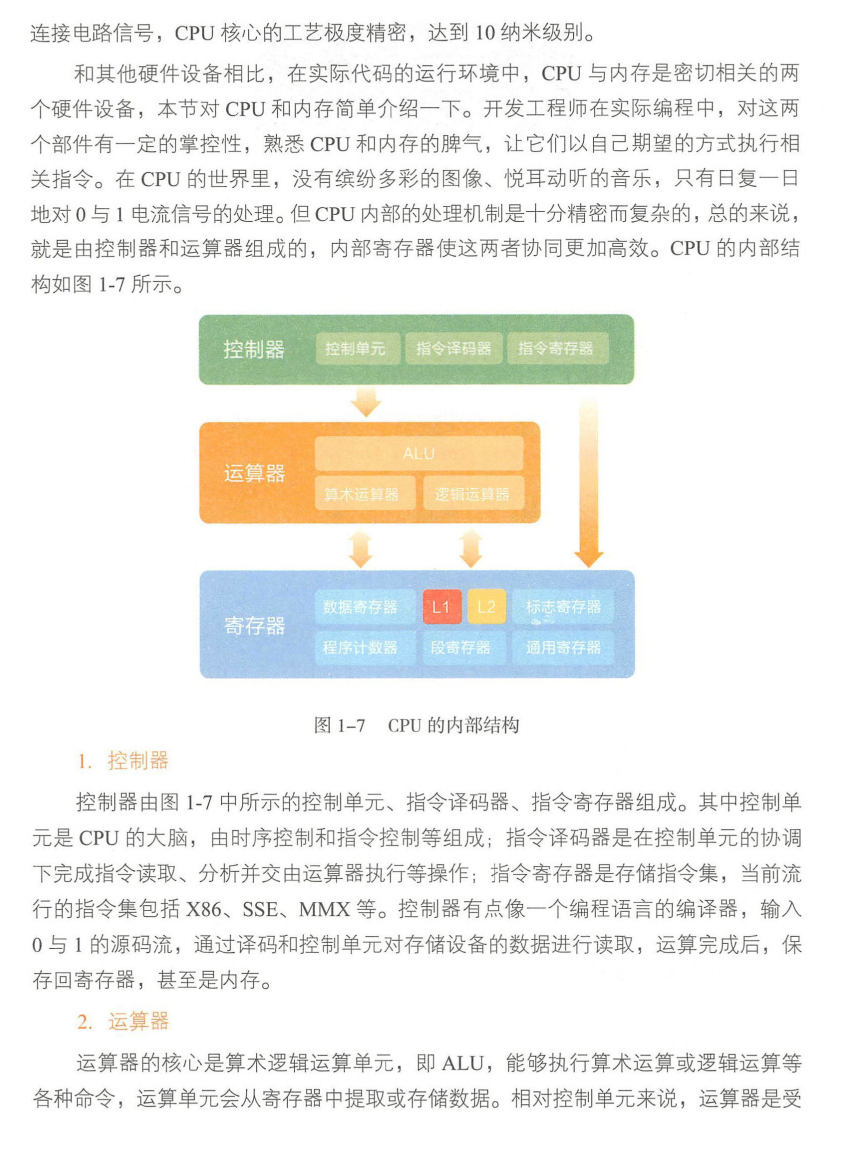 连接电路信号，CPU 核心的工艺极度精密，达到 10 纳米级别。
和其他硬件设备相比，在实际代码的运行环境中，CPU 与内存是密切相关的两
个硬件设备，本节对 CPU 和内存简单介绍一下。开发工程师在实际编程中，对这两
个部件有一定的掌控性，熟悉 CPU 和内存的脾气，让它们以自己期望的方式执行相
关指令。在 CPU 的世界里，没有缤纷多彩的图像、悦耳动听的音乐，只有日复一日
地对 0 与 1 电流信号的处理。但 CPU 内部的处理机制是十分精密而复杂的，总的来说，
就是由控制器和运算器组成的，内部寄存器使这两者协同更加高效。CPU 的内部结
构如图 1-7 所示。
控制器 控制单元 指令译码器 指令寄存器
ALU
运算器
算术运算器 逻辑运算器
数据寄存器 L1 L2 标志寄存器
寄存器
程序计数器 段寄存器 通用寄存器
图 1-7 CPU 的内部结构
1. 控制器
控制器由图 1-7 中所示的控制单元、指令译码器、指令寄存器组成。其中控制单
元是 CPU 的大脑，由时序控制和指令控制等组成；指令译码器是在控制单元的协调
下完成指令读取、分析并交由运算器执行等操作；指令寄存器是存储指令集，当前流
行的指令集包括 X86、SSE、MMX 等。控制器有点像一个编程语言的编译器，输入
0 与 1 的源码流，通过译码和控制单元对存储设备的数据进行读取，运算完成后，保
存回寄存器，甚至是内存。
2. 运算器
运算器的核心是算术逻辑运算单元，即 ALU，能够执行算术运算或逻辑运算等
各种命令，运算单元会从寄存器中提取或存储数据。相对控制单元来说，运算器是受